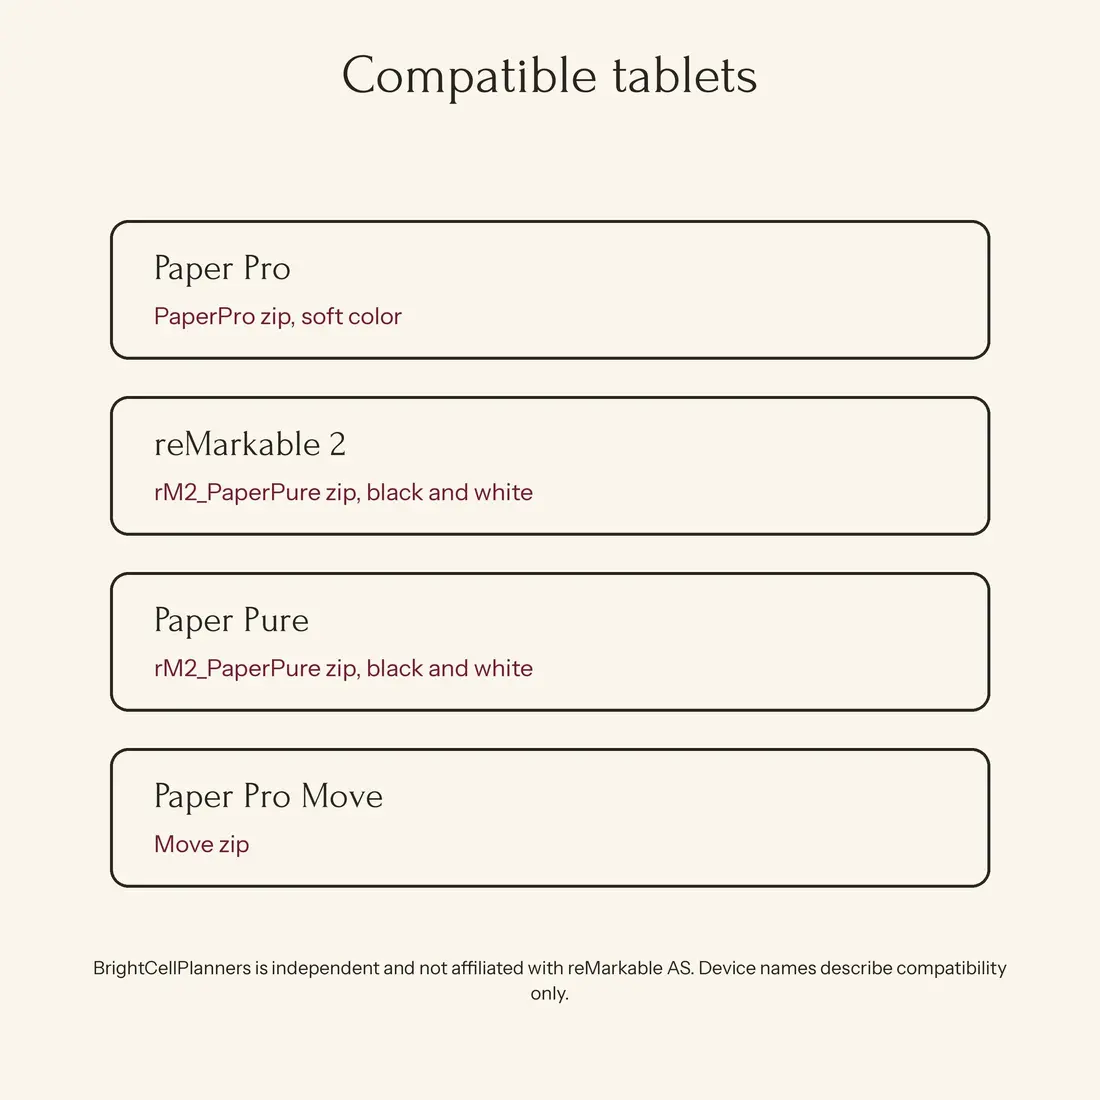 Compatible tablets
Paper Pro
PaperPro zip, soft color
reMarkable 2
rM2_PaperPure zip, black and white
Paper Pure
rM2_PaperPure zip, black and white
Paper Pro Move
Move zip
BrightCellPlanners is independent and not affiliated with reMarkable AS. Device names describe compatibility
only.